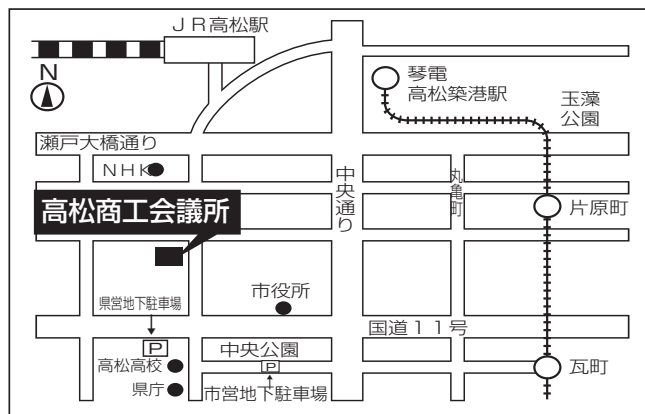 ＪＲ高松駅
N
琴電
高松築港駅
玉藻
公園
瀬戸大橋通り
NHK
中央通り
丸亀町
高松商工会議所
片原町
県営地下駐車場
市役所
国道１１号
P
中央公園
P
高松高校
瓦町
県庁
市営地下駐車場